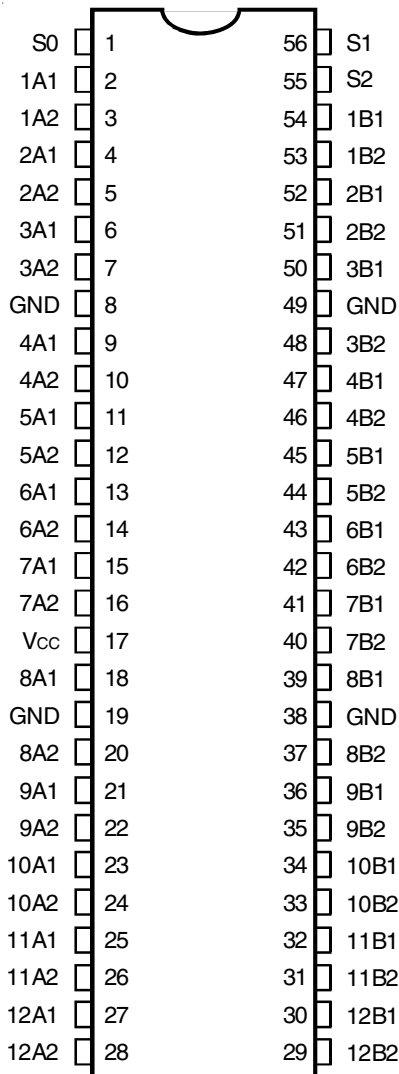 S0 1 56 S1
1A1 2 55 S2
1A2 3 54 1B1
2A1 4 53 1B2
2A2 5 52 2B1
3A1 6 51 2B2
3A2 7 50 3B1
GND 8 49 GND
4A1 9 48 3B2
4A2 10 47 4B1
5A1 11 46 4B2
5A2 12 45 5B1
6A1 13 44 5B2
6A2 14 43 6B1
7A1 15 42 6B2
7A2 16 41 7B1
VCC 17 40 7B2
8A1 18 39 8B1
GND 19 38 GND
8A2 20 37 8B2
9A1 21 36 9B1
9A2 22 35 9B2
10A1 23 34 10B1
10A2 24 33 10B2
11A1 25 32 11B1
11A2 26 31 11B2
12A1 27 30 12B1
12A2 28 29 12B2